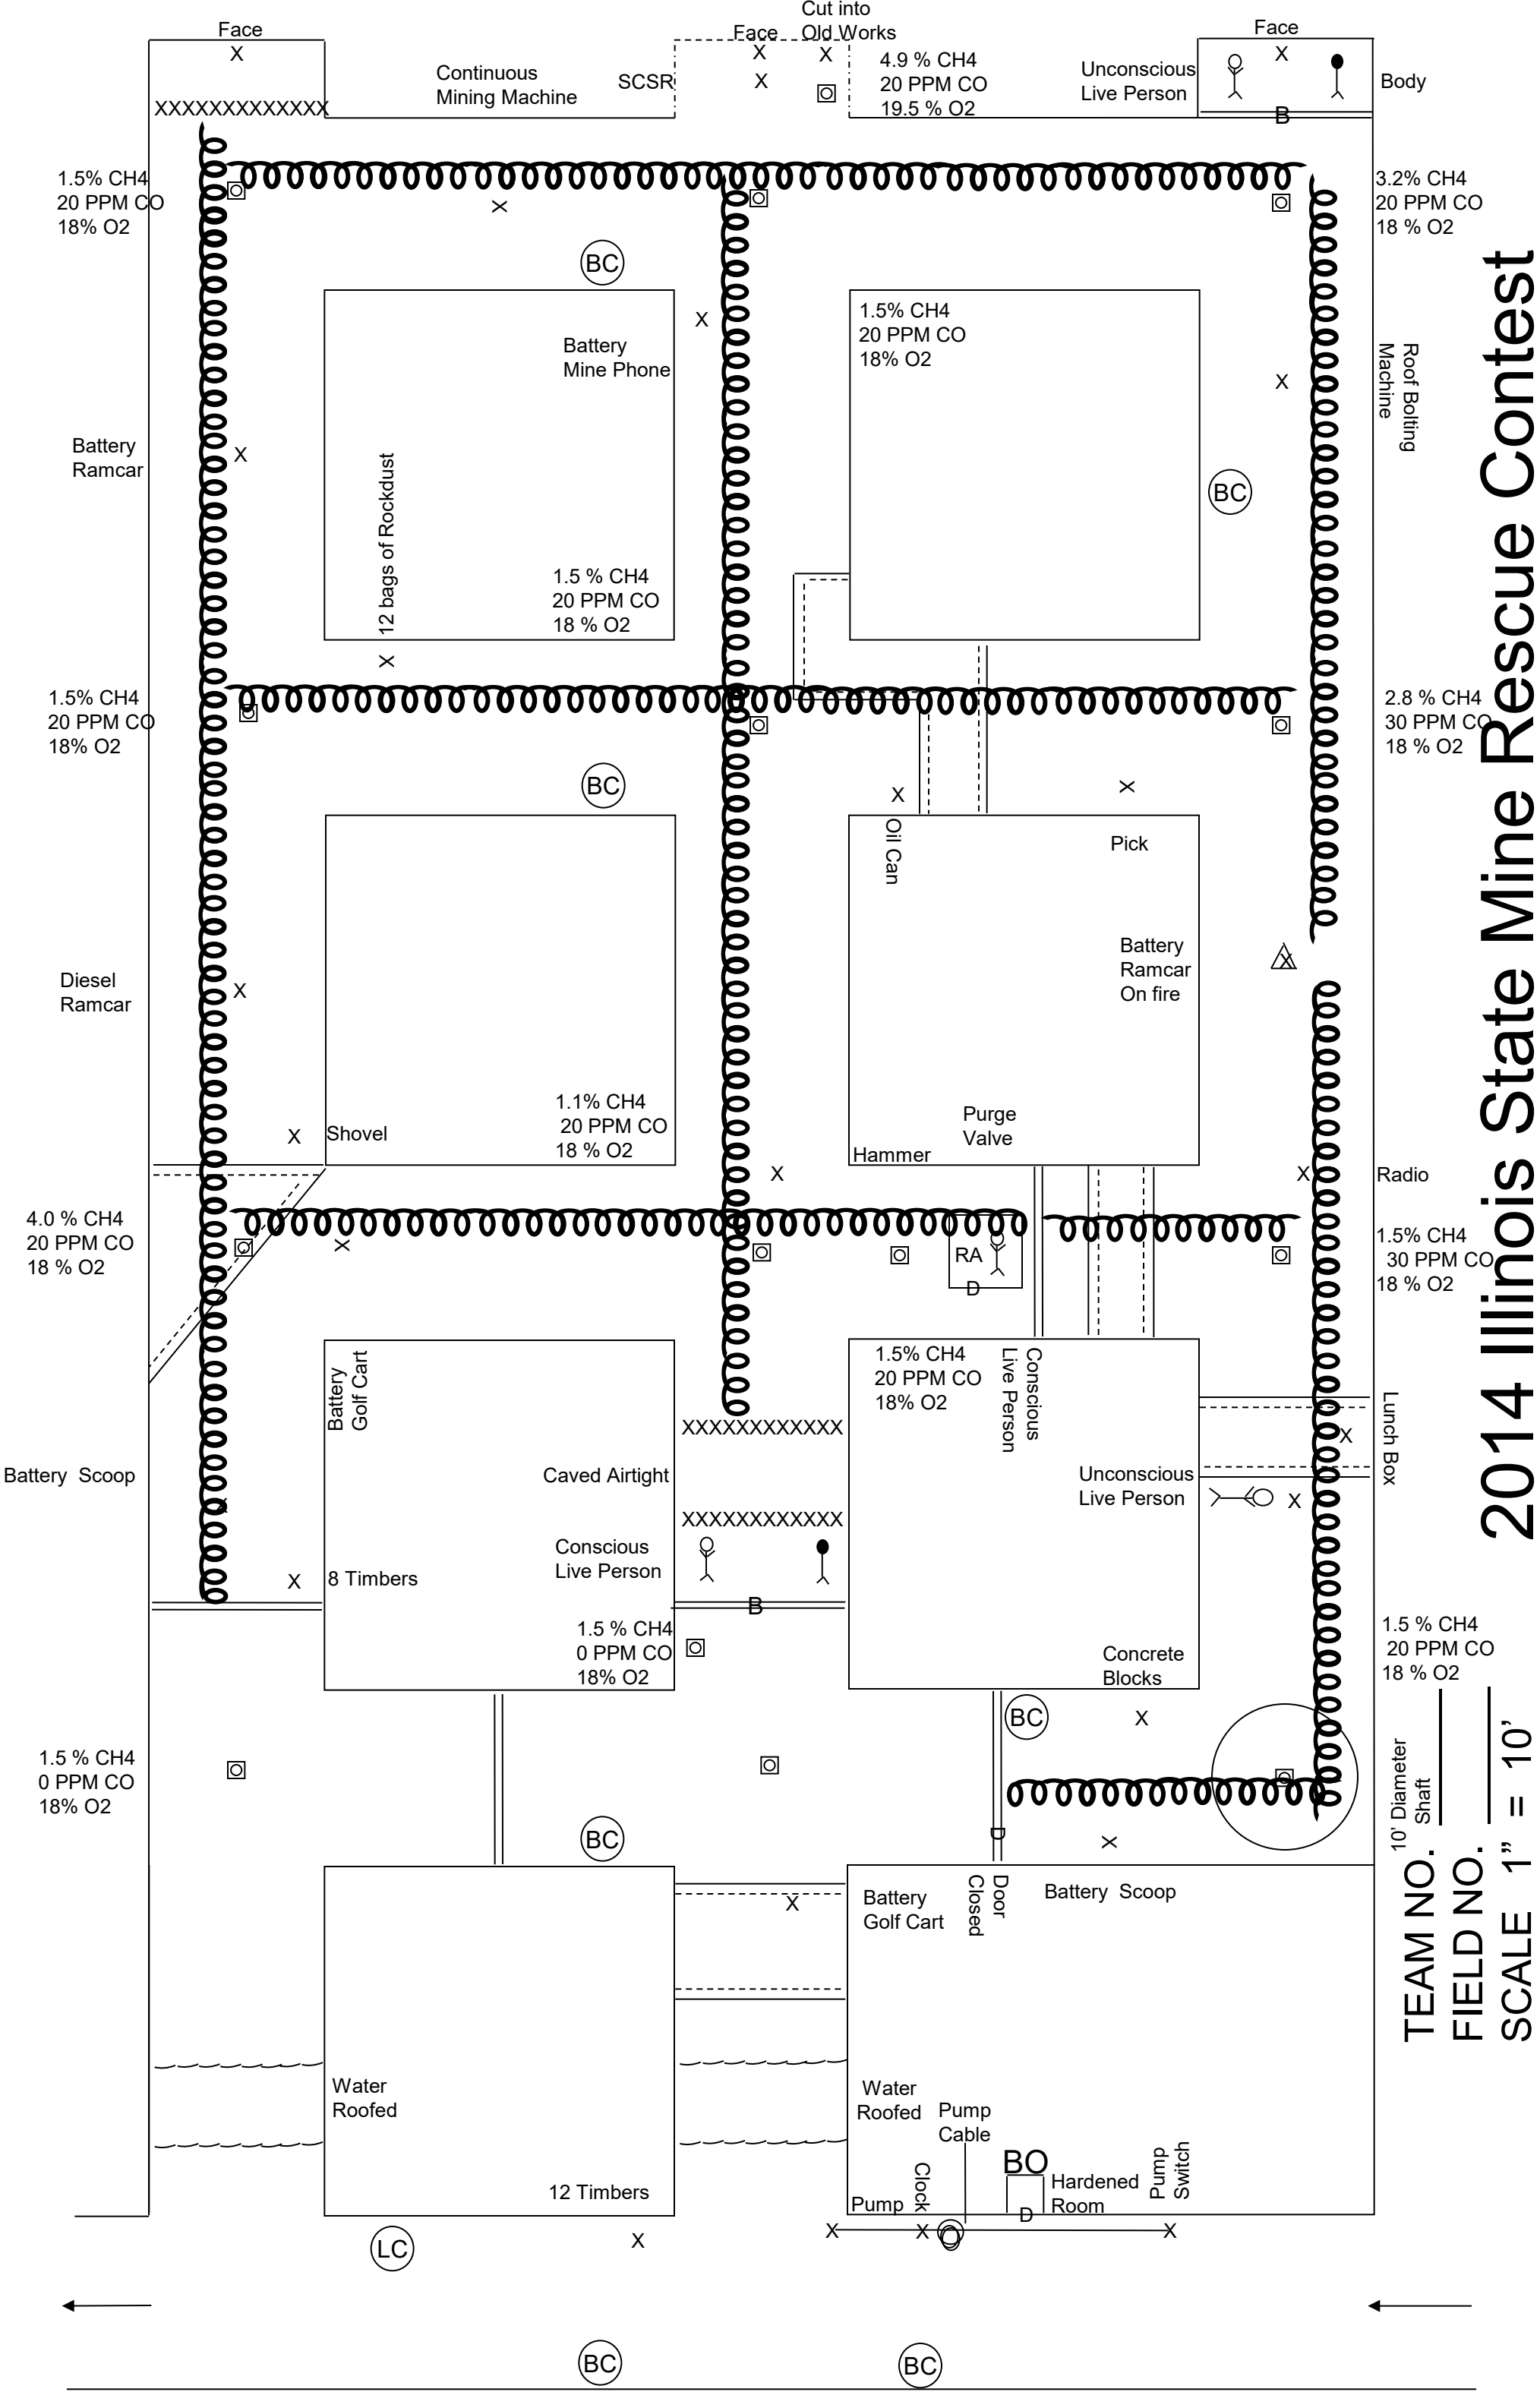 Cut into
Old Works
Face
Face
Face
X
X
X
X
X
4.9 % CH4
20 PPM CO
19.5 % O2
Continuous
Mining Machine
SCSR
Unconscious
Live Person
Body
XXXXXXXXXXXXX
B
1.5% CH4
20 PPM CO
18% O2
X
3.2% CH4
20 PPM CO
18 % O2
BC
X
1.5% CH4
20 PPM CO
18% O2
Battery
Mine Phone
X
Roof Bolting
Machine
Battery
Ramcar
X
BC
12 bags of Rockdust
X
1.5 % CH4
20 PPM CO
18 % O2
1.5% CH4
20 PPM CO
18% O2
2.8 % CH4
30 PPM CO
18 % O2
BC
X
Oil Can
X
Pick
Diesel
Ramcar
X
Battery
Ramcar
On fire
X
1.1% CH4
20 PPM CO
18 % O2
X
Shovel
Purge
Valve
Hammer
X
X
Radio
4.0 % CH4
20 PPM CO
18 % O2
X
RA
D
1.5% CH4
30 PPM CO
18 % O2
Battery
Golf Cart
1.5% CH4
20 PPM CO
18% O2
Conscious
Live Person
Lunch Box
X
XXXXXXXXXXXX
Battery Scoop
X
Caved Airtight
Unconscious
Live Person
X
XXXXXXXXXXXX
Conscious
Live Person
X
8 Timbers
B
1.5 % CH4
0 PPM CO
18% O2
Concrete
Blocks
1.5 % CH4
20 PPM CO
18 % O2
BC
X
1.5 % CH4
0 PPM CO
18% O2
10’ Diameter
Shaft
BC
D
X
Door
Closed
X
Battery
Golf Cart
Battery Scoop
Water
Roofed
Water
Roofed
Pump
Cable
BO
Hardened
Room
Pump
Switch
Clock
Pump
D
12 Timbers
X
X
X
X
LC
BC
BC
2014 Illinois State Mine Rescue Contest
TEAM NO.
FIELD NO.
SCALE 1” = 10’